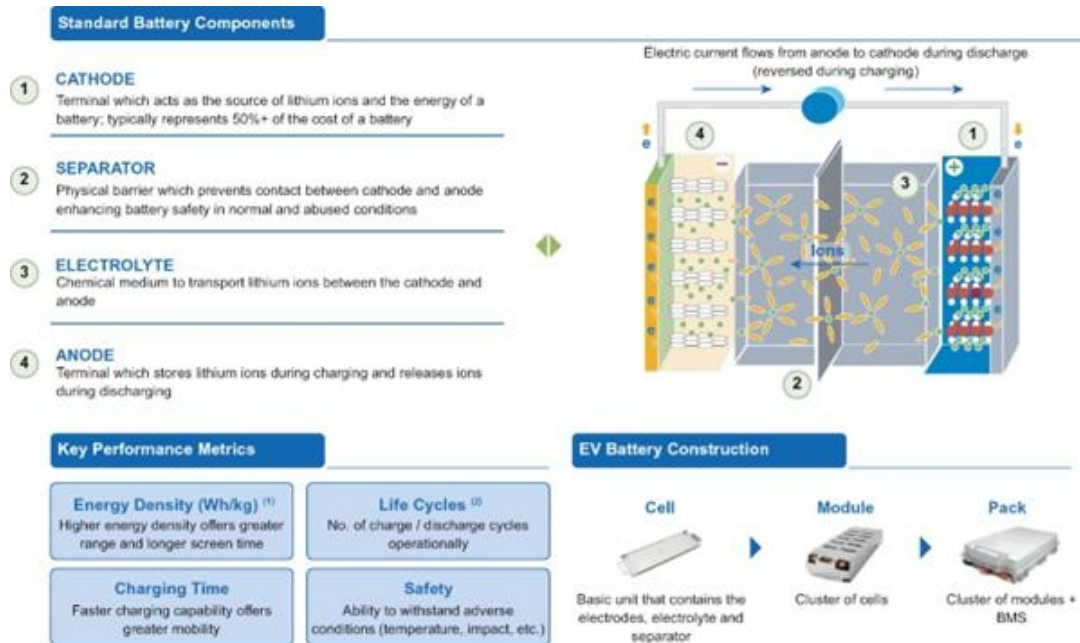 Standard Battery Components
1
CATHODE
Terminal which acts as the source of lithium ions and the energy of a
battery; typically represents 50%+ of the cost of a battery
2
SEPARATOR
Physical barrier which prevents contact between cathode and anode
enhancing battery safety in normal and abused conditions
3
ELECTROLYTE
Chemical medium to transport lithium ions between the cathode and
anode
4
ANODE
Terminal which stores lithium ions during charging and releases ions
during discharging
Electric current flows from anode to cathode during discharge
(reversed during charging)
4
1
e
e
−
+
3
e
e
e
e
e
e
Ions
2
Key Performance Metrics
Energy Density (Wh/kg) (1)
Higher energy density offers greater
range and longer screen time
Life Cycles (2)
No. of charge / discharge cycles
operationally
Charging Time
Faster charging capability offers
greater mobility
Safety
Ability to withstand adverse
conditions (temperature, impact, etc.)
EV Battery Construction
Cell
Basic unit that contains the
electrodes, electrolyte and
separator
Module
Cluster of cells
Pack
Cluster of modules +
BMS